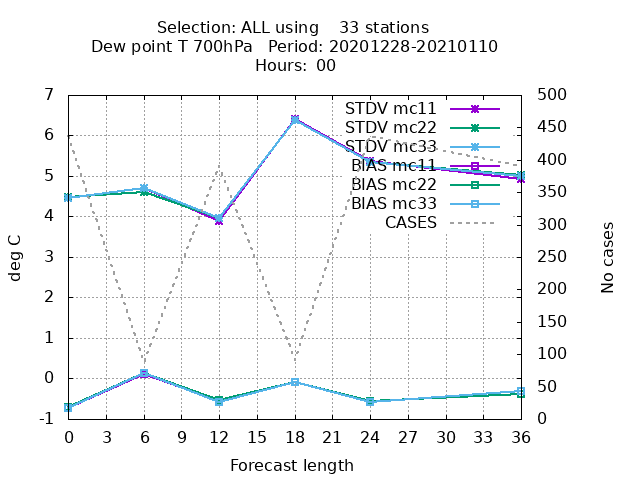 Selection: ALL using    33 stations
Dew point T 700hPa   Period: 20201228-20210110
Hours:  00
STDV mc11
STDV mc22
STDV mc33
BIAS mc11
BIAS mc22
BIAS mc33
CASES
7
6
5
4
3
2
1
0
-1
deg C
500
450
400
350
300
250
200
150
100
50
0
No cases
0 3 6 9 12 15 18 21 24 27 30 33 36
Forecast length